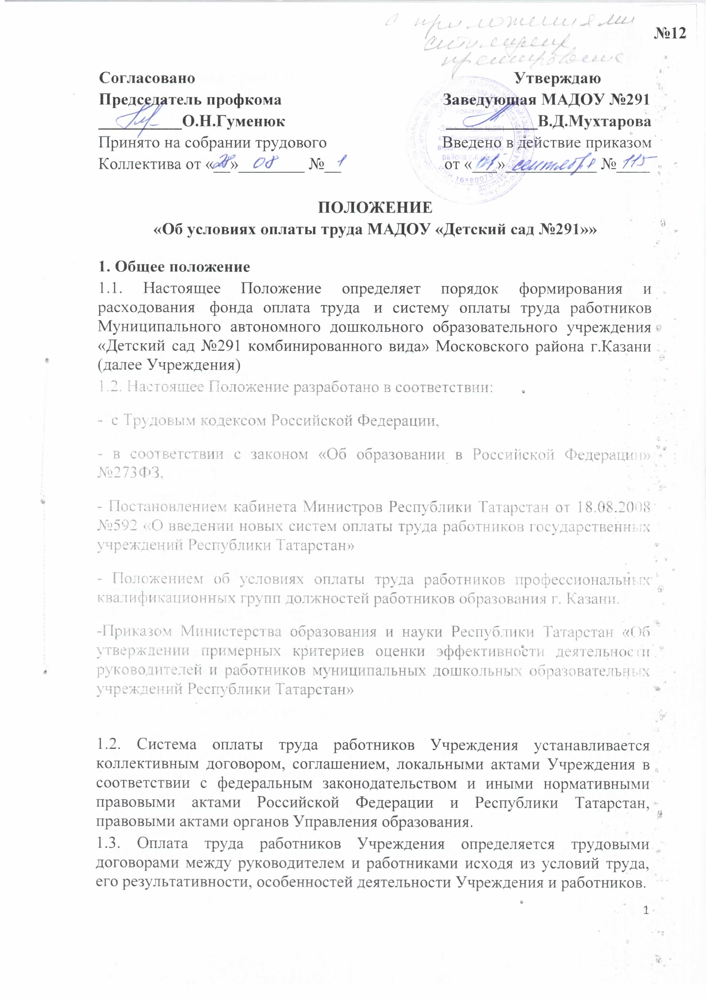 с приложениями
№12
премирование
Согласовано Утверждаю
Председатель профкома Заведующая МАДОУ №291
__________О.Н.Гуменюк ___________В.Д.Мухтарова
Принято на собрании трудового Введено в действие приказом
Коллектива от «28» 08 № 1 от «01» сентября № 115
ПОЛОЖЕНИЕ
«Об условиях оплаты труда МАДОУ «Детский сад №291»»
1. Общее положение
1.1. Настоящее Положение определяет порядок формирования и
расходования фонда оплата труда и систему оплаты труда работников
Муниципального автономного дошкольного образовательного учреждения
«Детский сад №291 комбинированного вида» Московского района г.Казани
(далее Учреждения)
1.2. Настоящее Положение разработано в соответствии:
- с Трудовым кодексом Российской Федерации,
- в соответствии с законом «Об образовании в Российской Федерации»
№273ФЗ,
- Постановлением кабинета Министров Республики Татарстан от 18.08.2008
№592 «О введении новых систем оплаты труда работников государственных
учреждений Республики Татарстан»
- Положением об условиях оплаты труда работников профессиональных
квалификационных групп должностей работников образования г. Казани.
-Приказом Министерства образования и науки Республики Татарстан «Об
утверждении примерных критериев оценки эффективности деятельности
руководителей и работников муниципальных дошкольных образовательных
учреждений Республики Татарстан»
1.2. Система оплаты труда работников Учреждения устанавливается
коллективным договором, соглашением, локальными актами Учреждения в
соответствии с федеральным законодательством и иными нормативными
правовыми актами Российской Федерации и Республики Татарстан,
правовыми актами органов Управления образования.
1.3. Оплата труда работников Учреждения определяется трудовыми
договорами между руководителем и работниками исходя из условий труда,
его результативности, особенностей деятельности Учреждения и работников.
1